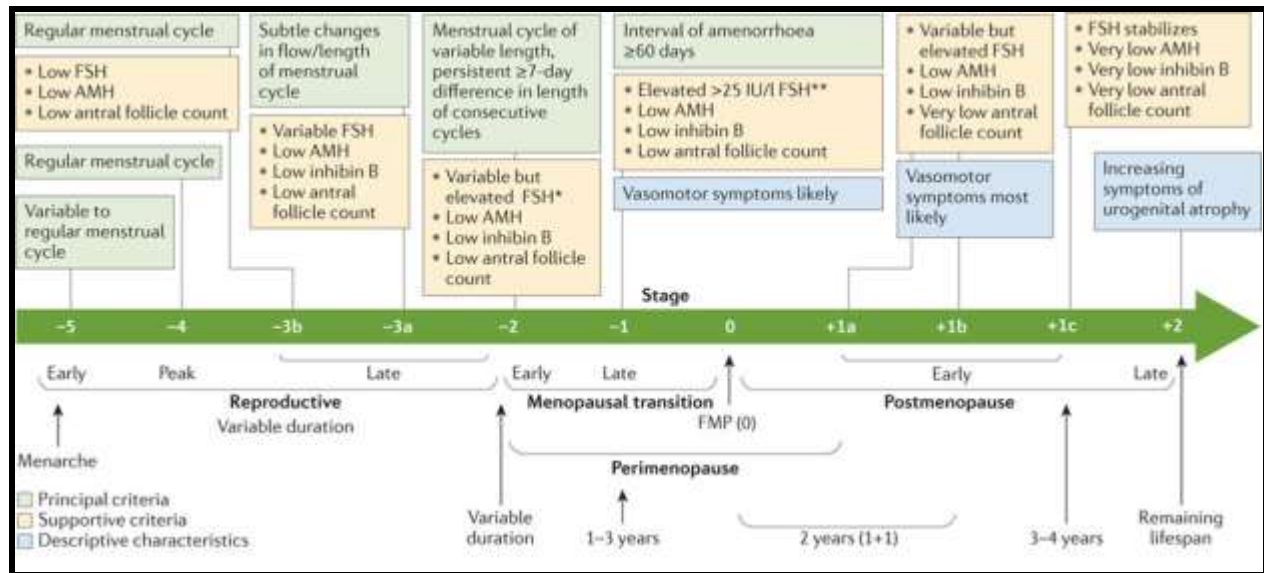 Regular menstrual cycle
• Low FSH
• Low AMH
• Low antral follicle count
Regular menstrual cycle
Variable to
regular menstrual
cycle
Subtle changes
in flow/length
of menstrual
cycle
• Variable FSH
• Low AMH
• Low inhibin B
• Low antral
follicle count
Menstrual cycle of
variable length,
persistent ≥7-day
difference in length
of consecutive
cycles
• Variable but
elevated FSH*
• Low AMH
• Low inhibin B
• Low antral follicle
count
Interval of amenorrhoea
≥60 days
• Elevated >25 IU/l FSH**
• Low AMH
• Low inhibin B
• Low antral follicle count
Vasomotor symptoms likely
• Variable but
elevated FSH
• Low AMH
• Low inhibin B
• Very low antral
follicle count
Vasomotor
symptoms most
likely
• FSH stabilizes
• Very low AMH
• Very low inhibin B
• Very low antral
follicle count
Increasing
symptoms of
urogenital atrophy
Stage
−5 −4 −3b −3a −2 −1 0 +1a +1b +1c +2
Early Peak Late Early Late Early Late
Reproductive Menopausal transition Postmenopause
Variable duration FMP (0)
Menarche Perimenopause
Principal criteria
Supportive criteria
Descriptive characteristics
Variable
duration
1–3 years
2 years (1+1)
3–4 years
Remaining
lifespan